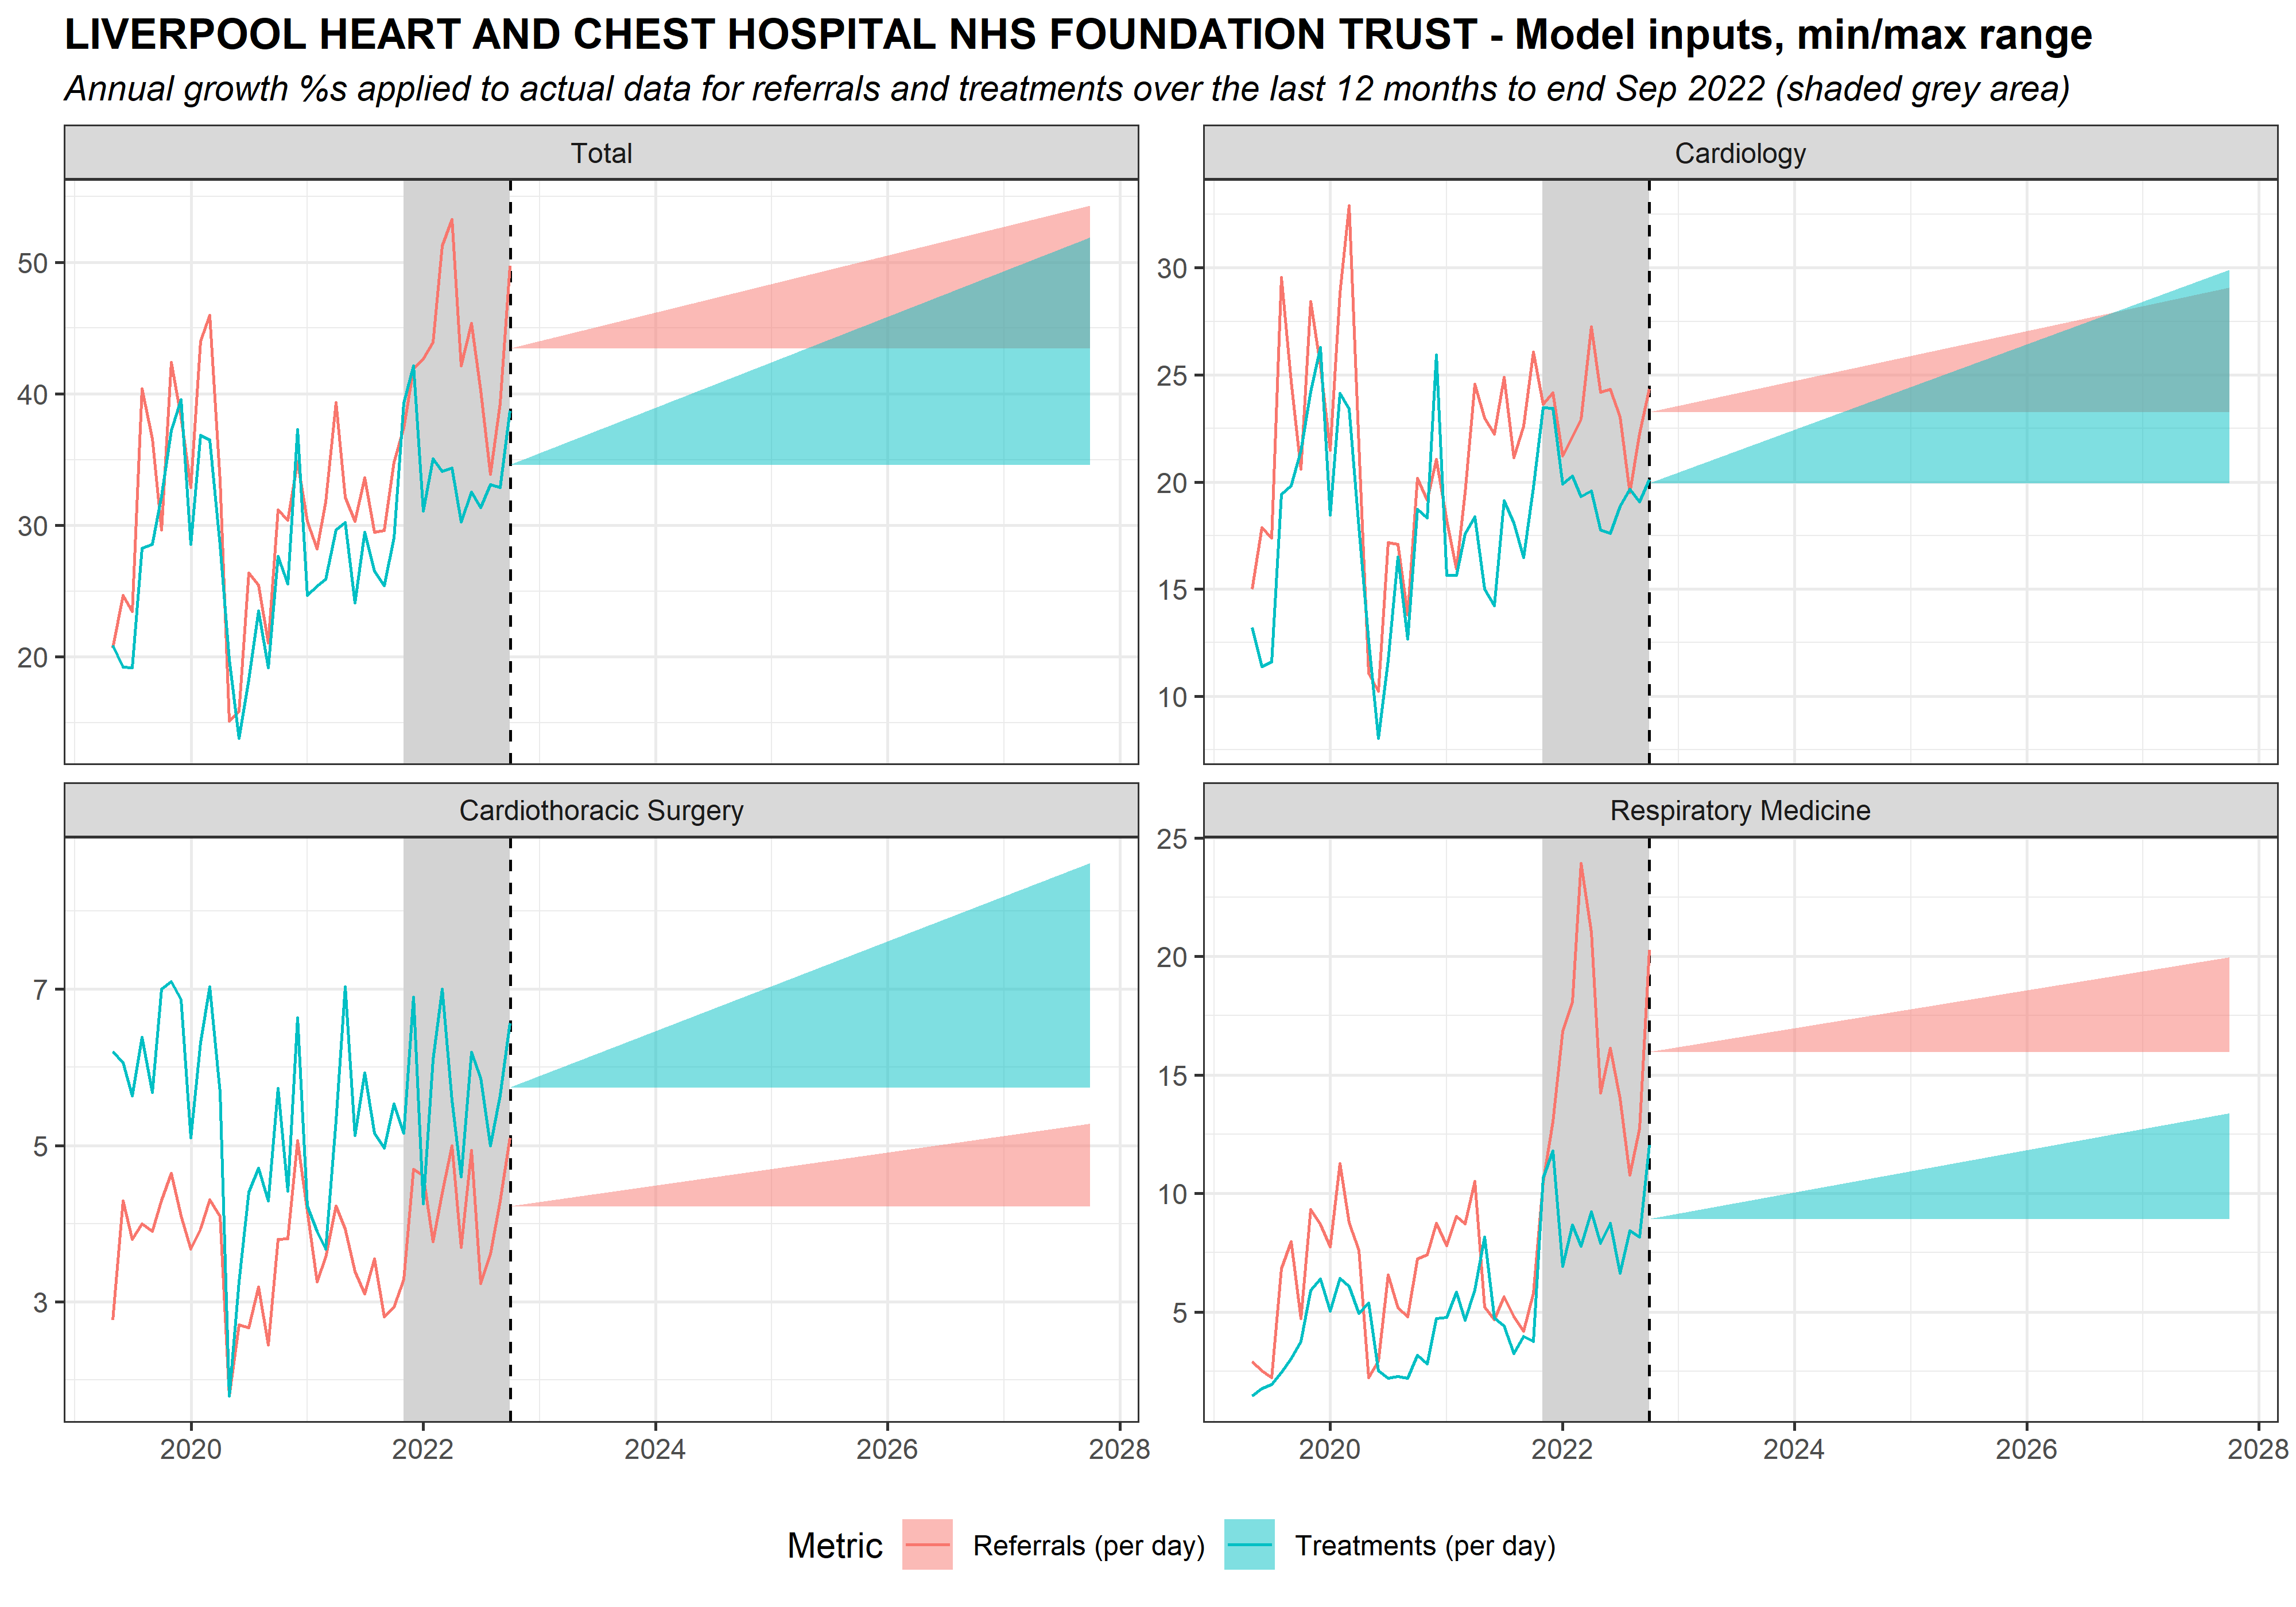 LIVERPOOL HEART AND CHEST HOSPITAL NHS FOUNDATION TRUST - Model inputs, min/max range
Annual growth %s applied to actual data for referrals and treatments over the last 12 months to end Sep 2022 (shaded grey area)
Total
50
40
30
20
Cardiology
30
25
20
15
10
Cardiothoracic Surgery
7
5
3
2020 2022 2024 2026 2028
Respiratory Medicine
25
20
15
10
5
2020 2022 2024 2026 2028
Metric Referrals (per day) Treatments (per day)